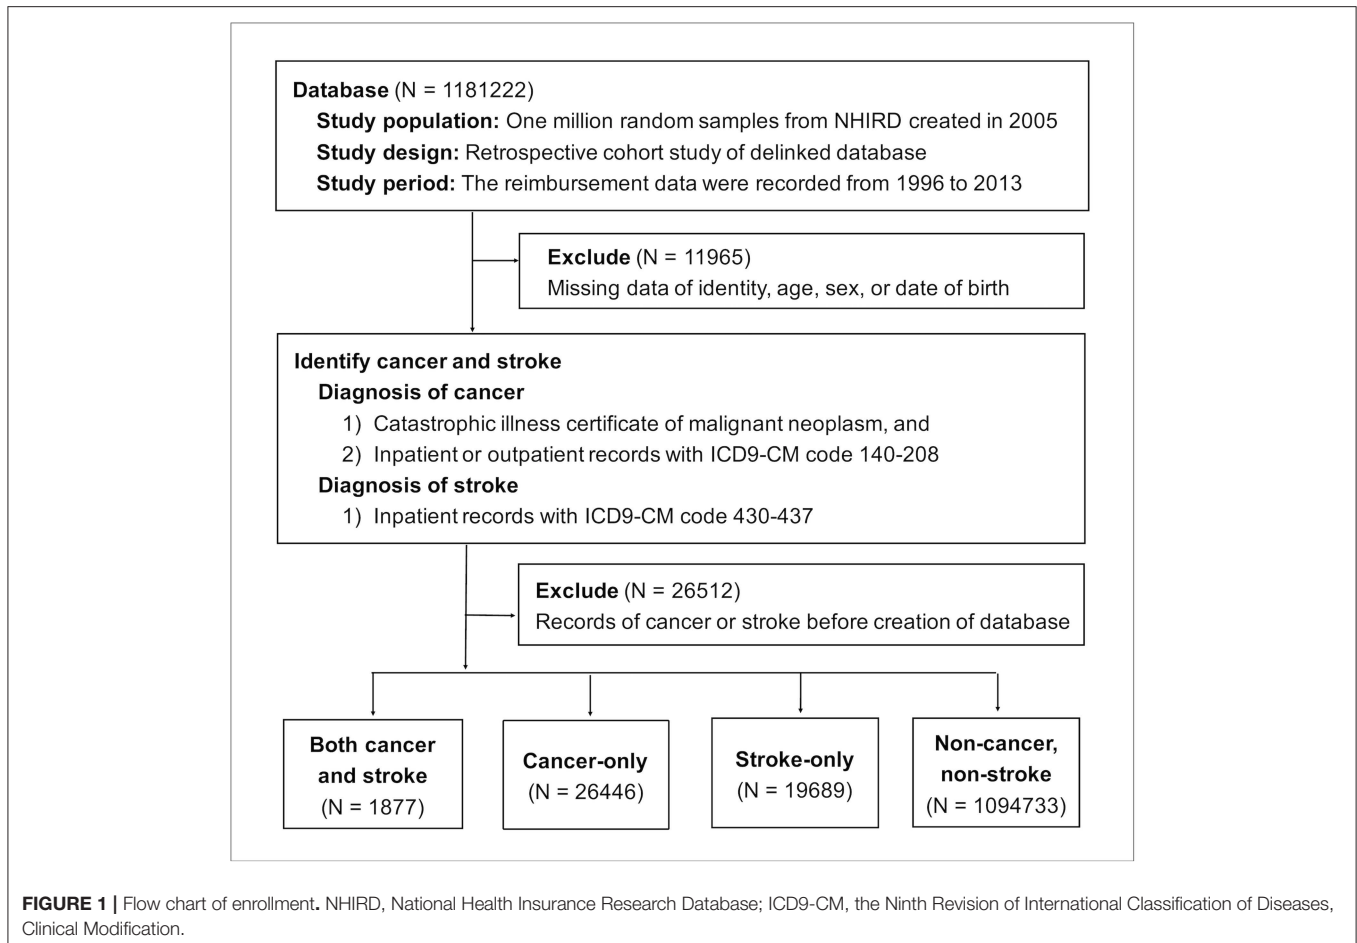 Database (N = 1181222)
Study population: One million random samples from NHIRD created in 2005
Study design: Retrospective cohort study of delinked database
Study period: The reimbursement data were recorded from 1996 to 2013
Exclude (N = 11965)
Missing data of identity, age, sex, or date of birth
Identify cancer and stroke
Diagnosis of cancer
1) Catastrophic illness certificate of malignant neoplasm, and
2) Inpatient or outpatient records with ICD9-CM code 140-208
Diagnosis of stroke
1) Inpatient records with ICD9-CM code 430-437
Exclude (N = 26512)
Records of cancer or stroke before creation of database
Both cancer
and stroke
(N = 1877)
Cancer-only
(N = 26446)
Stroke-only
(N = 19689)
Non-cancer,
non-stroke
(N = 1094733)
FIGURE 1 | Flow chart of enrollment. NHIRD, National Health Insurance Research Database; ICD9-CM, the Ninth Revision of International Classification of Diseases,
Clinical Modification.